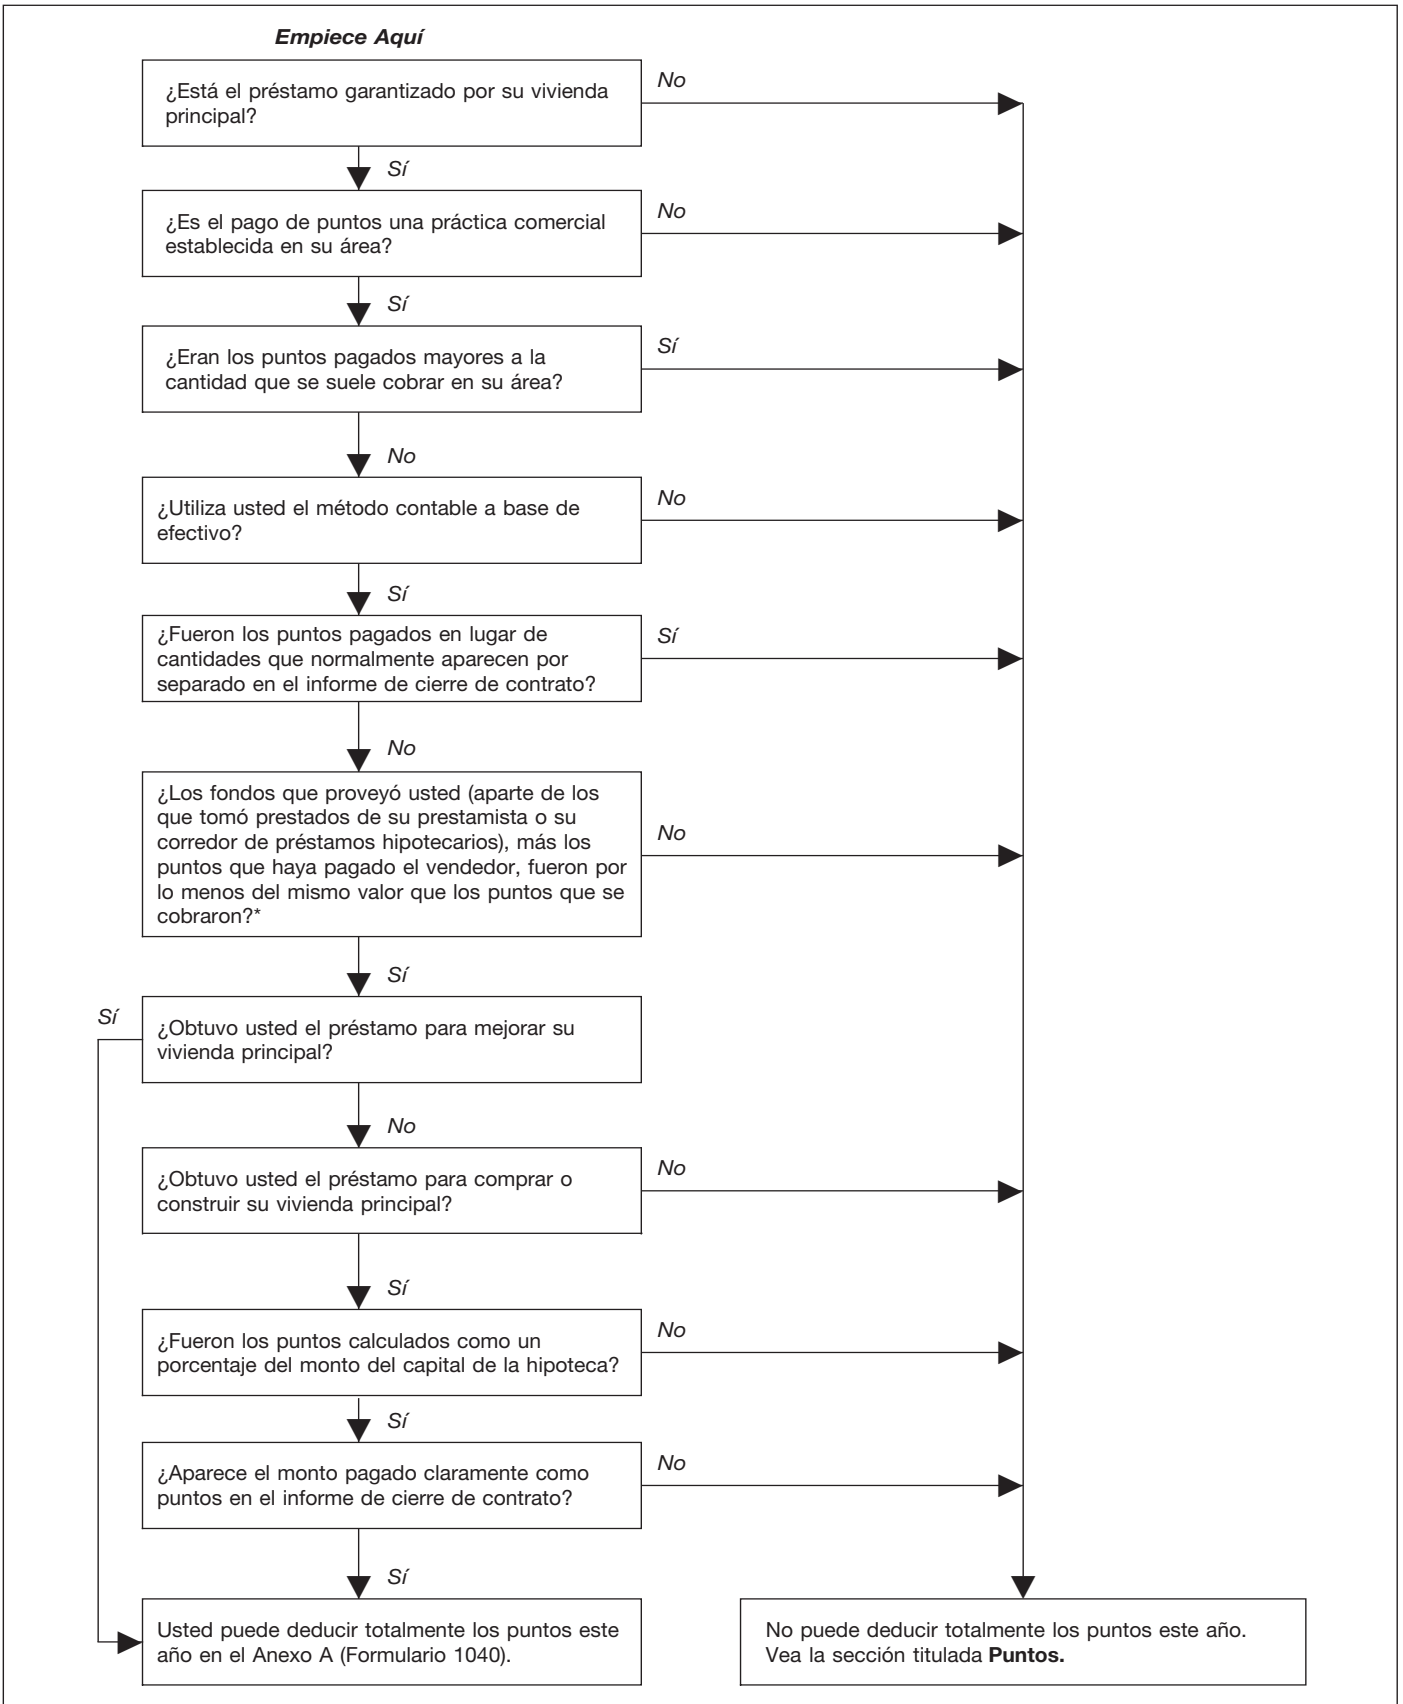 Empiece Aquí
¿Está el préstamo garantizado por su vivienda
principal?
No
Sí
¿Es el pago de puntos una práctica comercial
establecida en su área?
No
Sí
¿Eran los puntos pagados mayores a la
cantidad que se suele cobrar en su área?
Sí
No
¿Utiliza usted el método contable a base de
efectivo?
No
Sí
¿Fueron los puntos pagados en lugar de
cantidades que normalmente aparecen por
separado en el informe de cierre de contrato?
Sí
No
¿Los fondos que proveyó usted (aparte de los
que tomó prestados de su prestamista o su
corredor de préstamos hipotecarios), más los
puntos que haya pagado el vendedor, fueron por
lo menos del mismo valor que los puntos que se
cobraron?*
No
Sí
Sí
¿Obtuvo usted el préstamo para mejorar su
vivienda principal?
No
¿Obtuvo usted el préstamo para comprar o
construir su vivienda principal?
No
Sí
¿Fueron los puntos calculados como un
porcentaje del monto del capital de la hipoteca?
No
Sí
¿Aparece el monto pagado claramente como
puntos en el informe de cierre de contrato?
No
Sí
Usted puede deducir totalmente los puntos este
año en el Anexo A (Formulario 1040).
No puede deducir totalmente los puntos este año.
Vea la sección titulada Puntos.